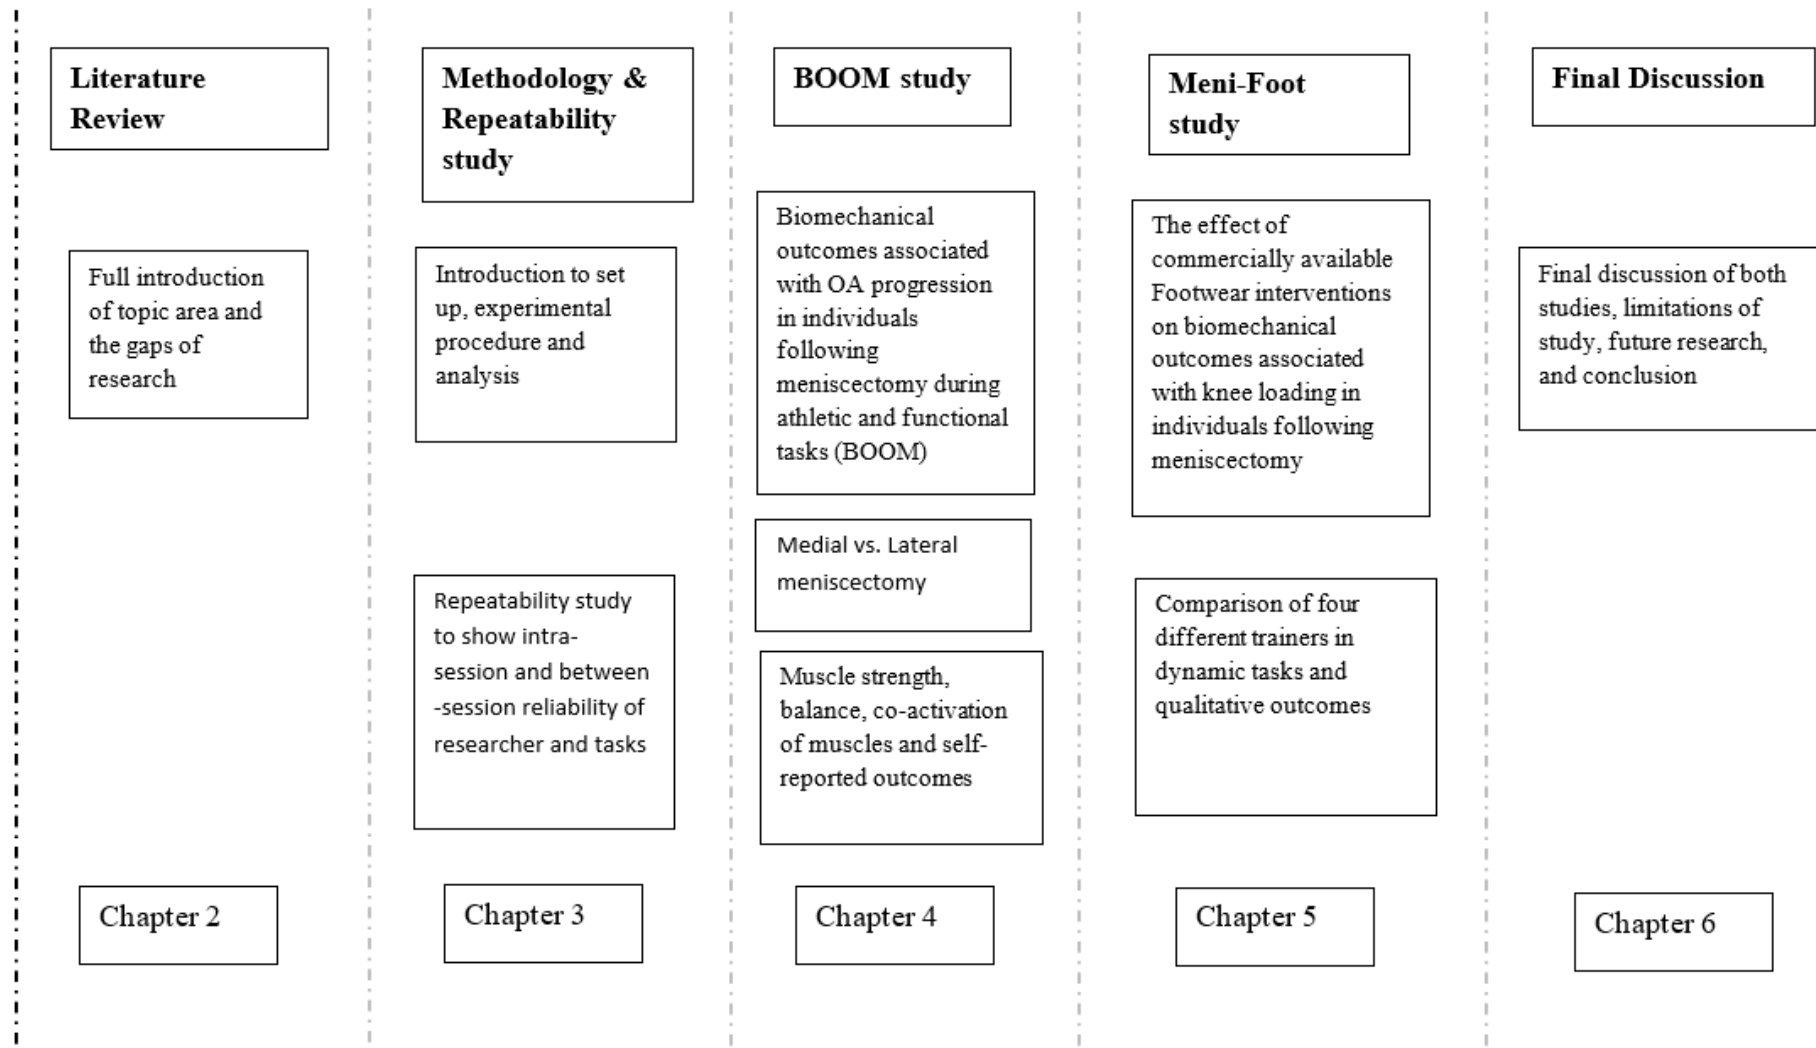 Literature
Review
Full introduction
of topic area and
the gaps of
research
Chapter 2
Methodology &
Repeatability
study
Introduction to set
up, experimental
procedure and
analysis
Repeatability study
to show intra-
session and between
-session reliability of
researcher and tasks
Chapter 3
BOOM study
Biomechanical
outcomes associated
with OA progression
in individuals
following
meniscectomy during
athletic and functional
tasks (BOOM)
Medial vs. Lateral
meniscectomy
Muscle strength,
balance, co-activation
of muscles and self-
reported outcomes
Chapter 4
Meni-Foot
study
The effect of
commercially available
Footwear interventions
on biomechanical
outcomes associated
with knee loading in
individuals following
meniscectomy
Comparison of four
different trainers in
dynamic tasks and
qualitative outcomes
Chapter 5
Final Discussion
Final discussion of both
studies, limitations of
study, future research,
and conclusion
Chapter 6